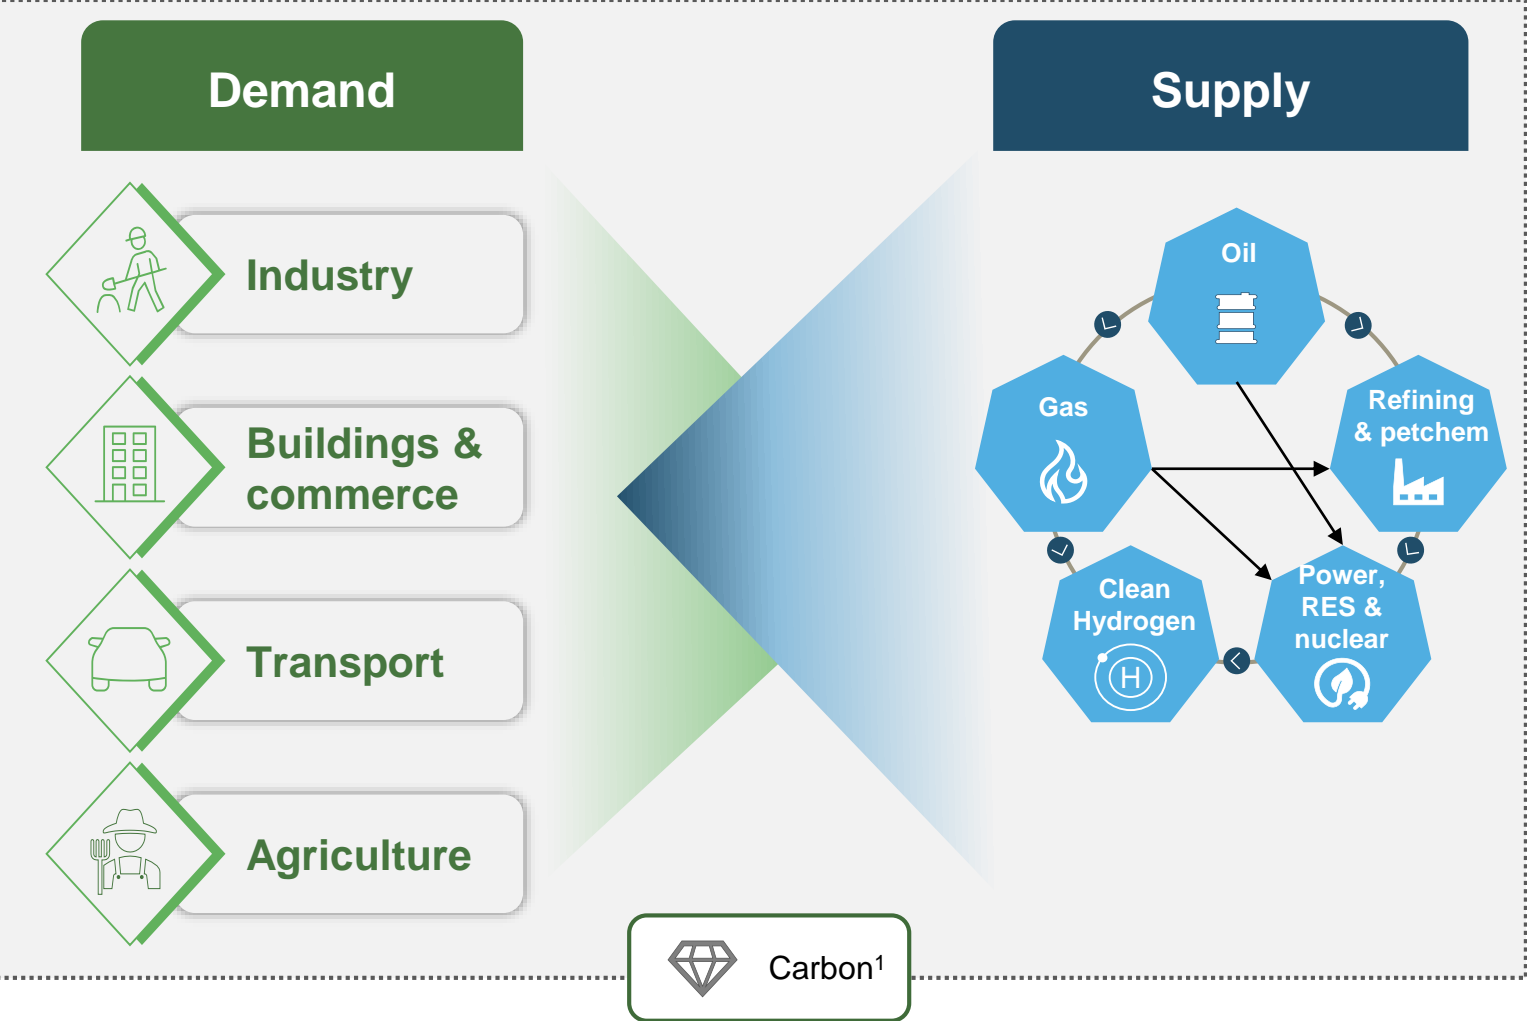 Demand
Supply
Industry
Buildings &
commerce
Transport
Agriculture
Oil
Gas
Refining
& petchem
Clean
Hydrogen
H
Power,
RES &
nuclear
Carbon¹